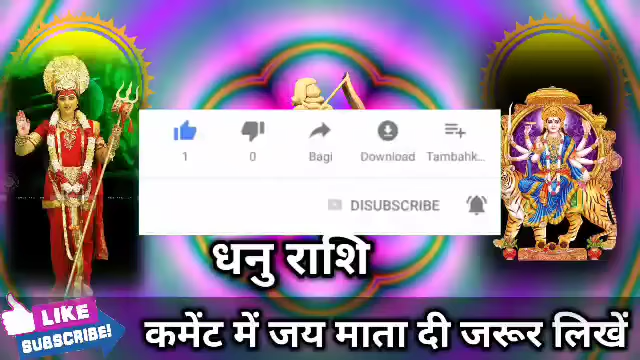 1 0 Bagi Download Tambahk...
DISUBSCRIBE
धनु राशि
LIKE
SUBSCRIBE!
कमेंट में जय माता दी जरूर लिखें